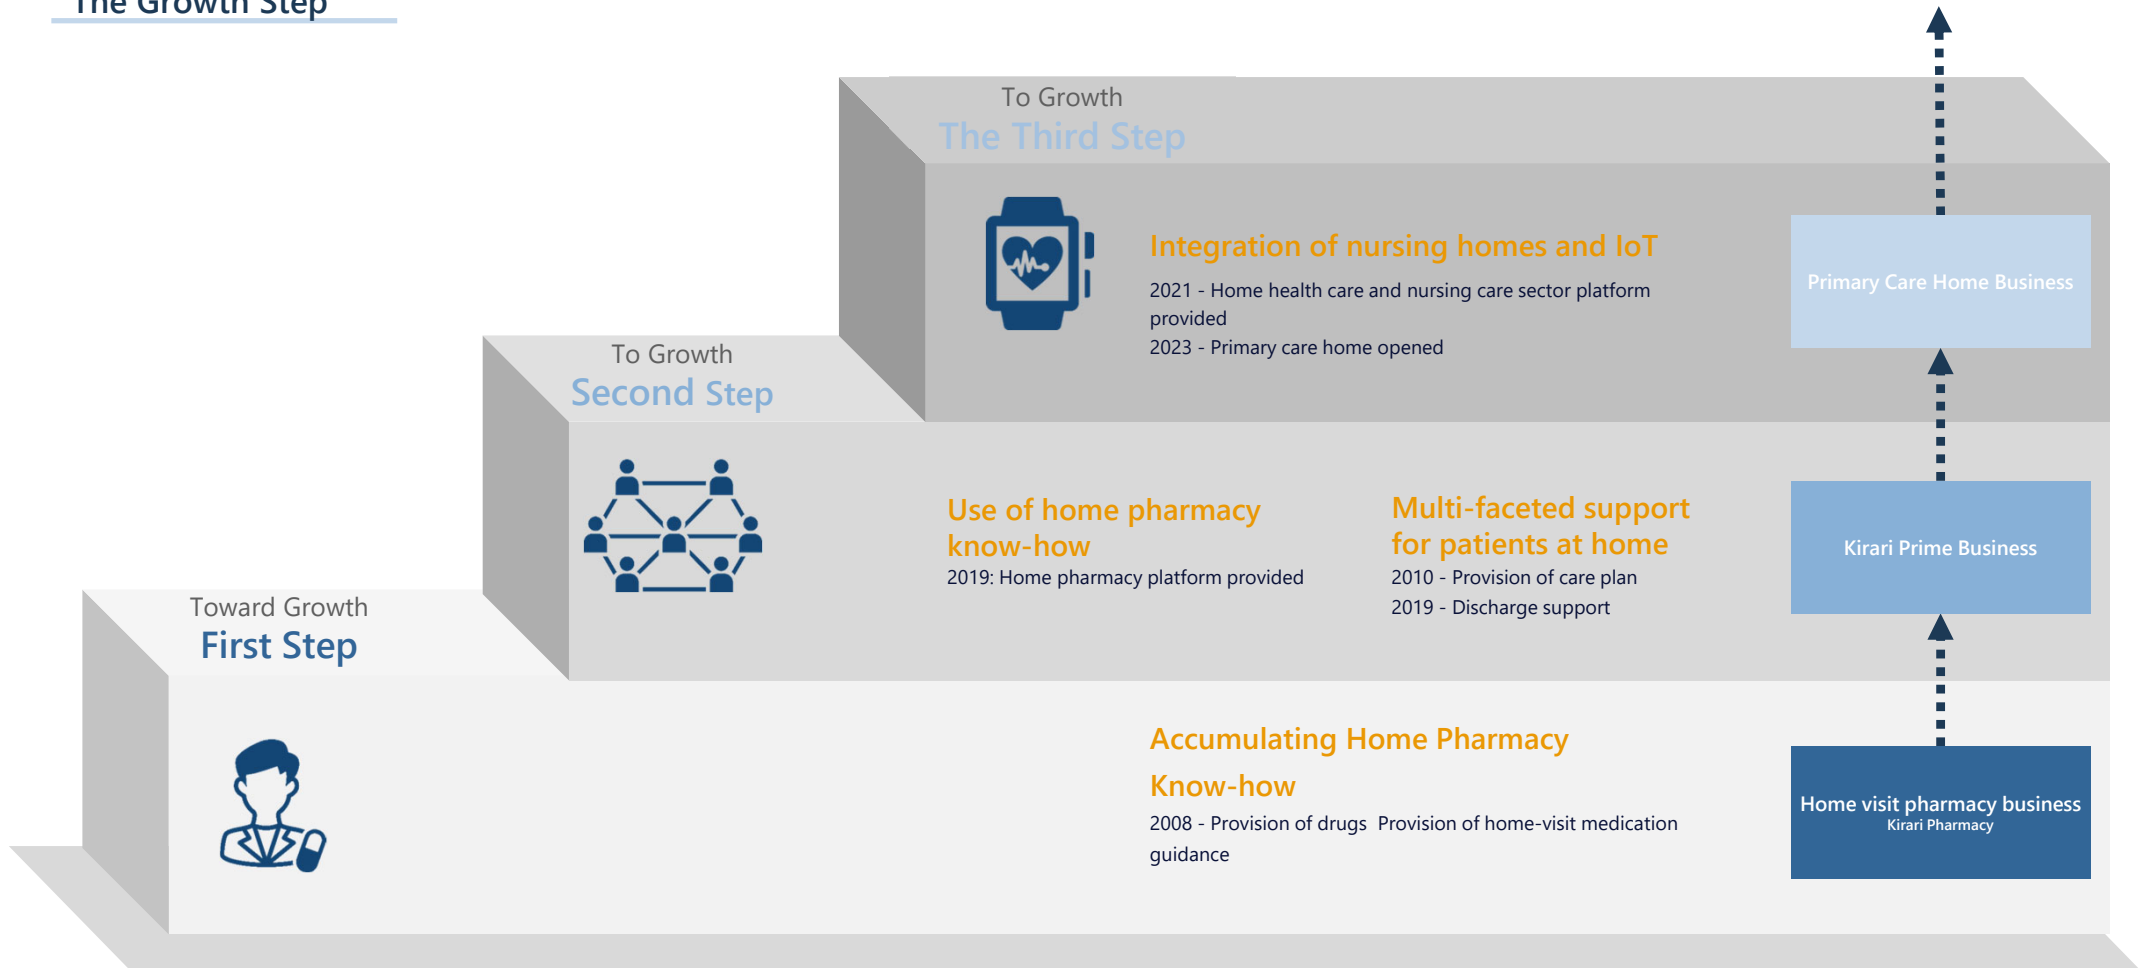 The Growth Step
To Growth
The Third Step
Integration of nursing homes and IoT
2021 - Home health care and nursing care sector platform
provided
2023 - Primary care home opened
Primary Care Home Business
To Growth
Second Step
Use of home pharmacy
know-how
2019: Home pharmacy platform provided
Multi-faceted support
for patients at home
2010 - Provision of care plan
2019 - Discharge support
Kirari Prime Business
Toward Growth
First Step
Accumulating Home Pharmacy
Know-how
2008 - Provision of drugs  Provision of home-visit medication
guidance
Home visit pharmacy business
Kirari Pharmacy